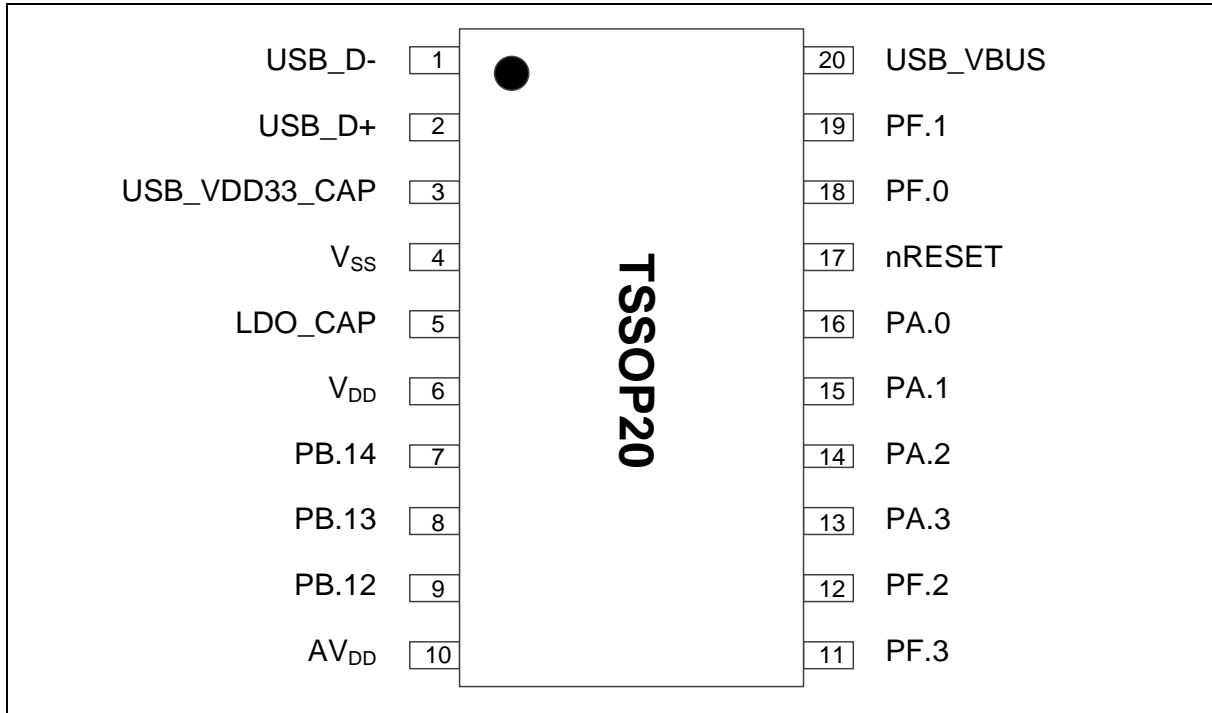 USB_D- 1 20 USB_VBUS
USB_D+ 2 19 PF.1
USB_VDD33_CAP 3 18 PF.0
VSS 4 17 nRESET
LDO_CAP 5 16 PA.0
VDD 6 15 PA.1
PB.14 7 14 PA.2
PB.13 8 13 PA.3
PB.12 9 12 PF.2
AVDD 10 11 PF.3
TSSOP20